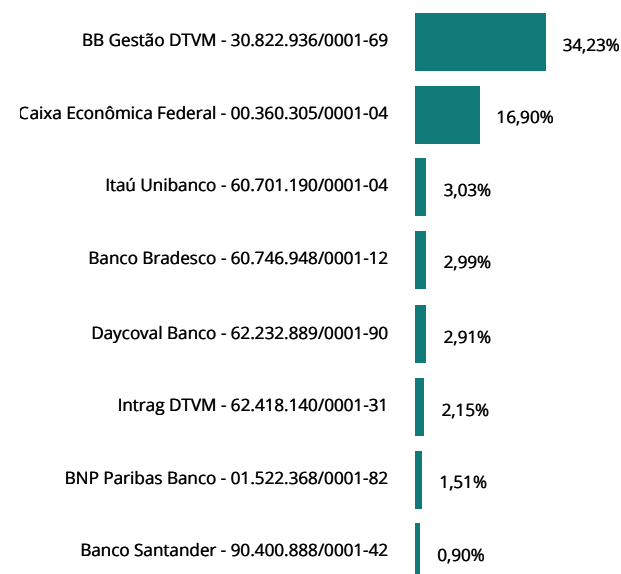 BB Gestão DTVM - 30.822.936/0001-69 34,23%
Caixa Econômica Federal - 00.360.305/0001-04 16,90%
Itaú Unibanco - 60.701.190/0001-04 3,03%
Banco Bradesco - 60.746.948/0001-12 2,99%
Daycoval Banco - 62.232.889/0001-90 2,91%
Intrag DTVM - 62.418.140/0001-31 2,15%
BNP Paribas Banco - 01.522.368/0001-82 1,51%
Banco Santander - 90.400.888/0001-42 0,90%